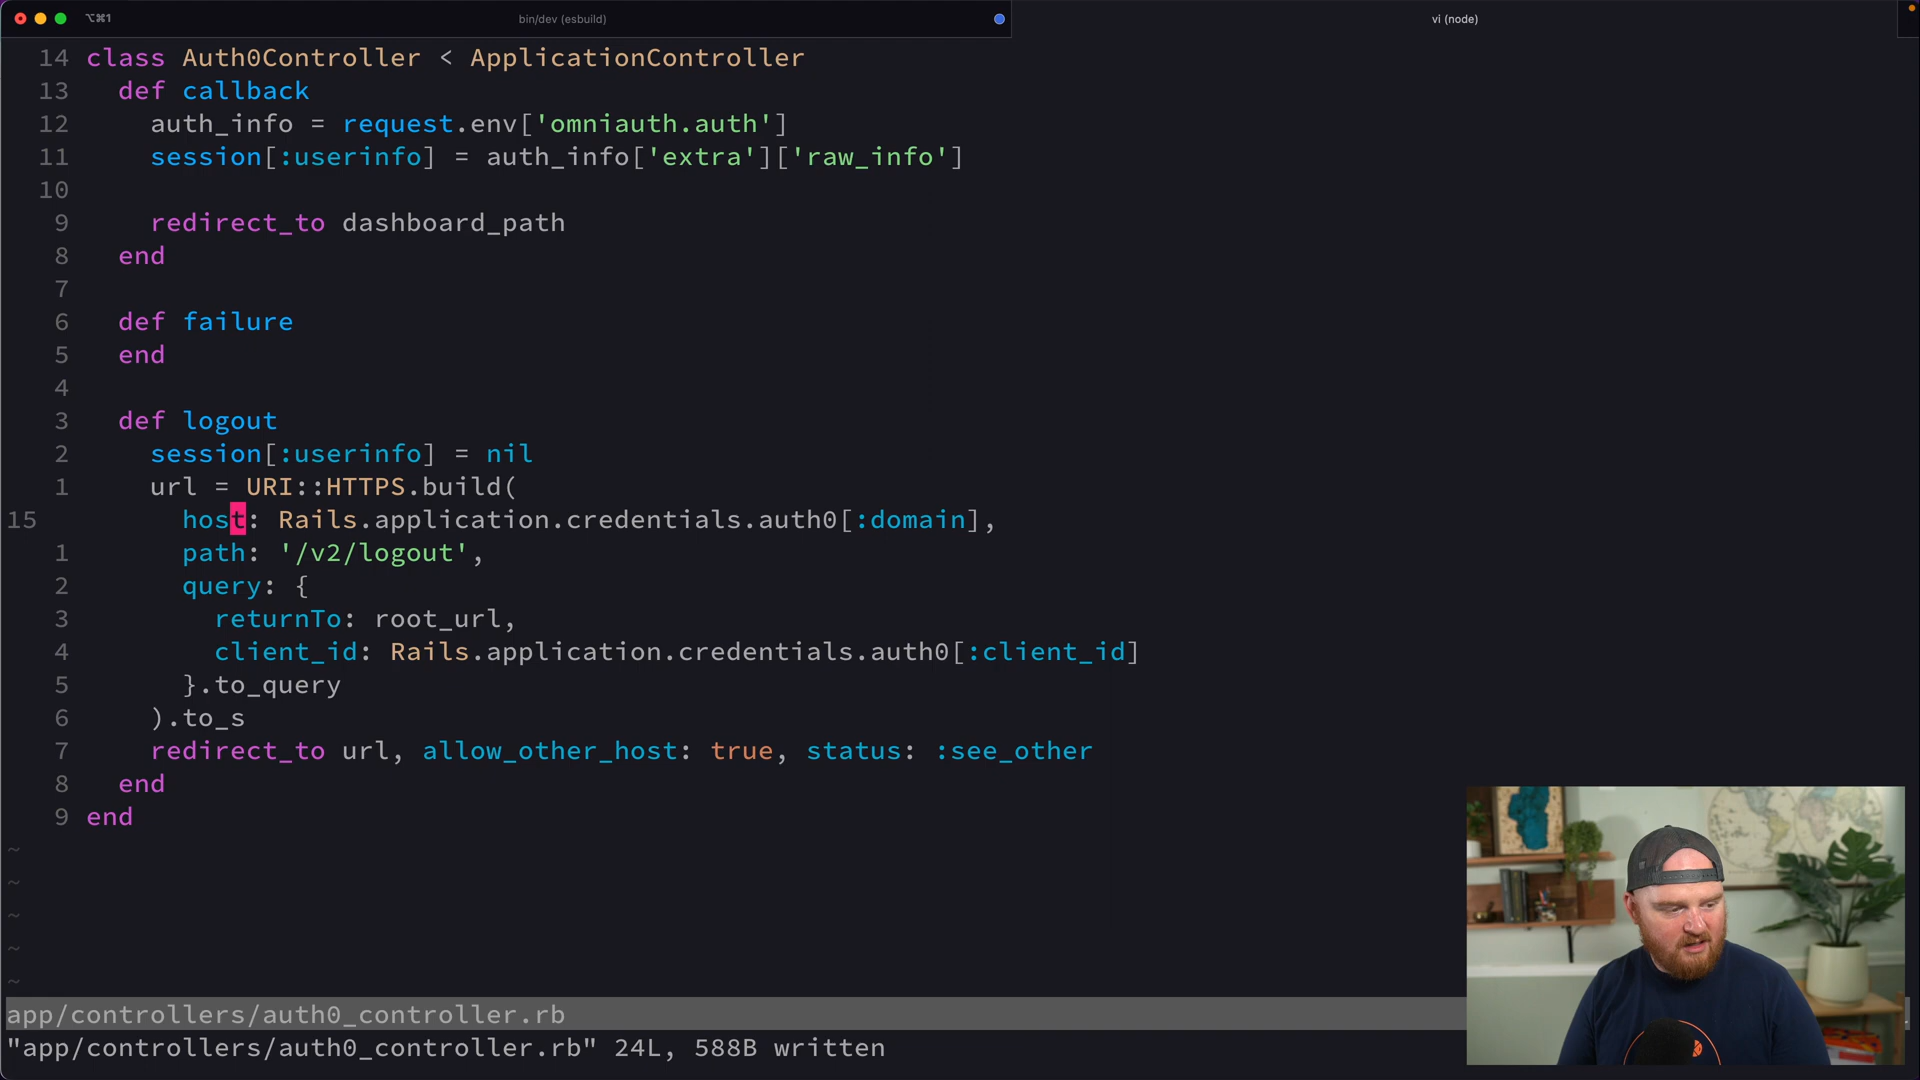 ⌥⌘1
bin/dev (esbuild)
vi (node)
14 class Auth0Controller < ApplicationController
13   def callback
12     auth_info = request.env['omniauth.auth']
11     session[:userinfo] = auth_info['extra']['raw_info']
10
9     redirect_to dashboard_path
8   end
7
6   def failure
5   end
4
3   def logout
2     session[:userinfo] = nil
1     url = URI::HTTPS.build(
15       host: Rails.application.credentials.auth0[:domain],
1       path: '/v2/logout',
2       query: {
3         returnTo: root_url,
4         client_id: Rails.application.credentials.auth0[:client_id]
5       }.to_query
6     ).to_s
7     redirect_to url, allow_other_host: true, status: :see_other
8   end
9 end
~
~
~
~
~
app/controllers/auth0_controller.rb
"app/controllers/auth0_controller.rb" 24L, 588B written